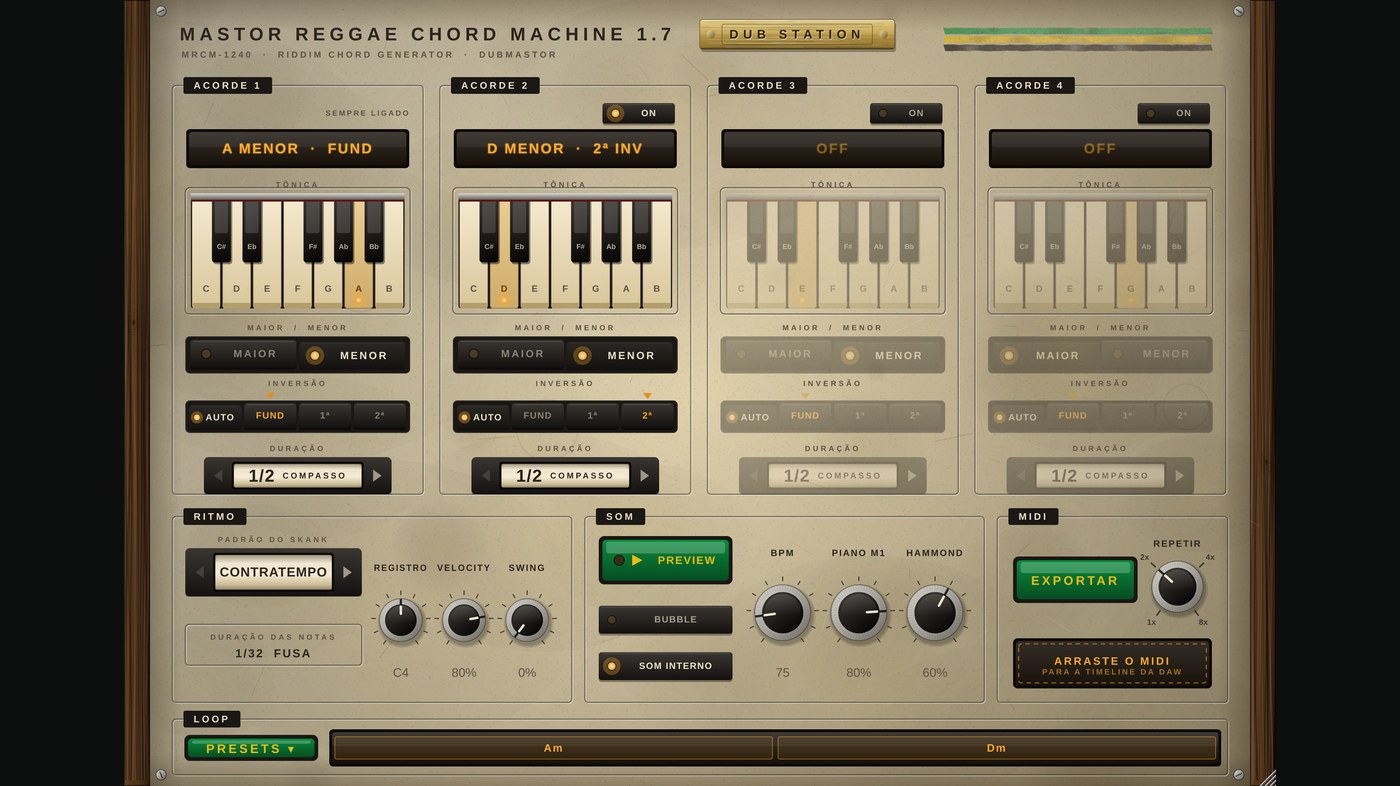 MASTOR REGGAE CHORD MACHINE 1.7
DUB STATION
MRCM-1240 · RIDDIM CHORD GENERATOR · DUBMASTOR
ACORDE 1
SEMPRE LIGADO
A MENOR · FUND
TÔNICA
C# Eb F# Ab Bb
C D E F G A B
MAIOR / MENOR
MAIOR MENOR
INVERSÃO
AUTO FUND 1ª 2ª
DURAÇÃO
1/2 COMPASSO
ACORDE 2
ON
D MENOR · 2ª INV
TÔNICA
C# Eb F# Ab Bb
C D E F G A B
MAIOR / MENOR
MAIOR MENOR
INVERSÃO
AUTO FUND 1ª 2ª
DURAÇÃO
1/2 COMPASSO
ACORDE 3
ON
OFF
TÔNICA
C# Eb F# Ab Bb
C D E F G A B
MAIOR / MENOR
MAIOR MENOR
INVERSÃO
AUTO FUND 1ª 2ª
DURAÇÃO
1/2 COMPASSO
ACORDE 4
ON
OFF
TÔNICA
C# Eb F# Ab Bb
C D E F G A B
MAIOR / MENOR
MAIOR MENOR
INVERSÃO
AUTO FUND 1ª 2ª
DURAÇÃO
1/2 COMPASSO
RITMO
PADRÃO DO SKANK
CONTRATEMPO
DURAÇÃO DAS NOTAS
1/32 FUSA
REGISTRO VELOCITY SWING
C4 80% 0%
SOM
PREVIEW
BUBBLE
SOM INTERNO
BPM PIANO M1 HAMMOND
75 80% 60%
MIDI
EXPORTAR
REPETIR
2x 4x
1x 8x
ARRASTE O MIDI
PARA A TIMELINE DA DAW
LOOP
PRESETS ▾
Am Dm